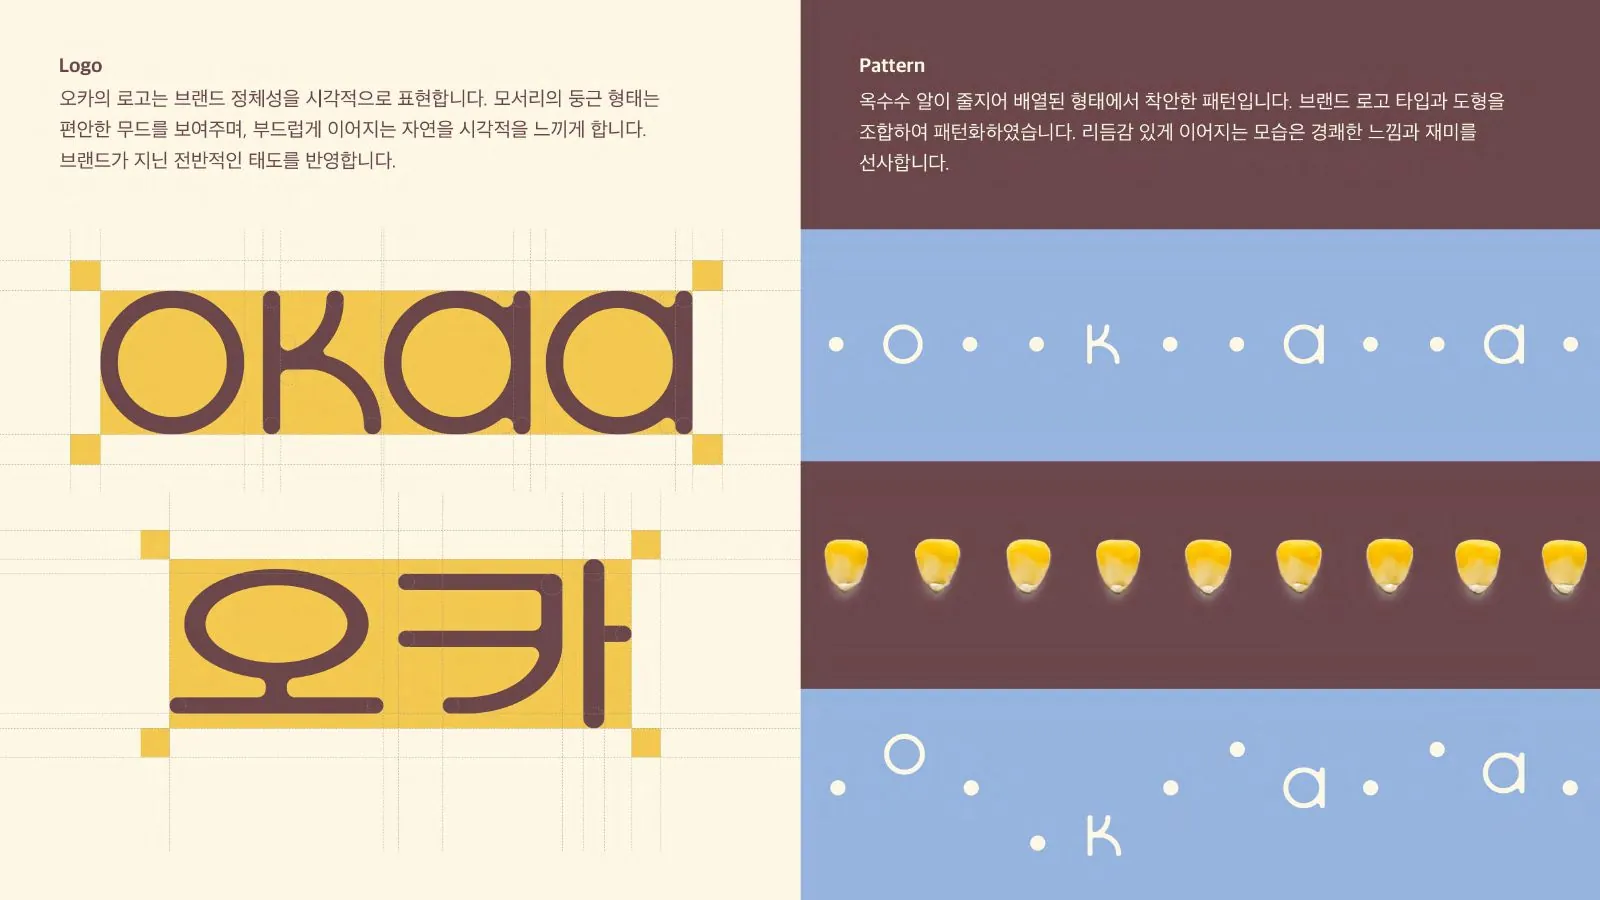 Logo
오카의 로고는 브랜드 정체성을 시각적으로 표현합니다. 모서리의 둥근 형태는
편안한 무드를 보여주며, 부드럽게 이어지는 자연을 시각적을 느끼게 합니다.
브랜드가 지닌 전반적인 태도를 반영합니다.
okaa
오카
Pattern
옥수수 알이 줄지어 배열된 형태에서 착안한 패턴입니다. 브랜드 로고 타입과 도형을
조합하여 패턴화하였습니다. 리듬감 있게 이어지는 모습은 경쾌한 느낌과 재미를
선사합니다.
• o • • k • • a • • a •
• o • • k • • a • • a •